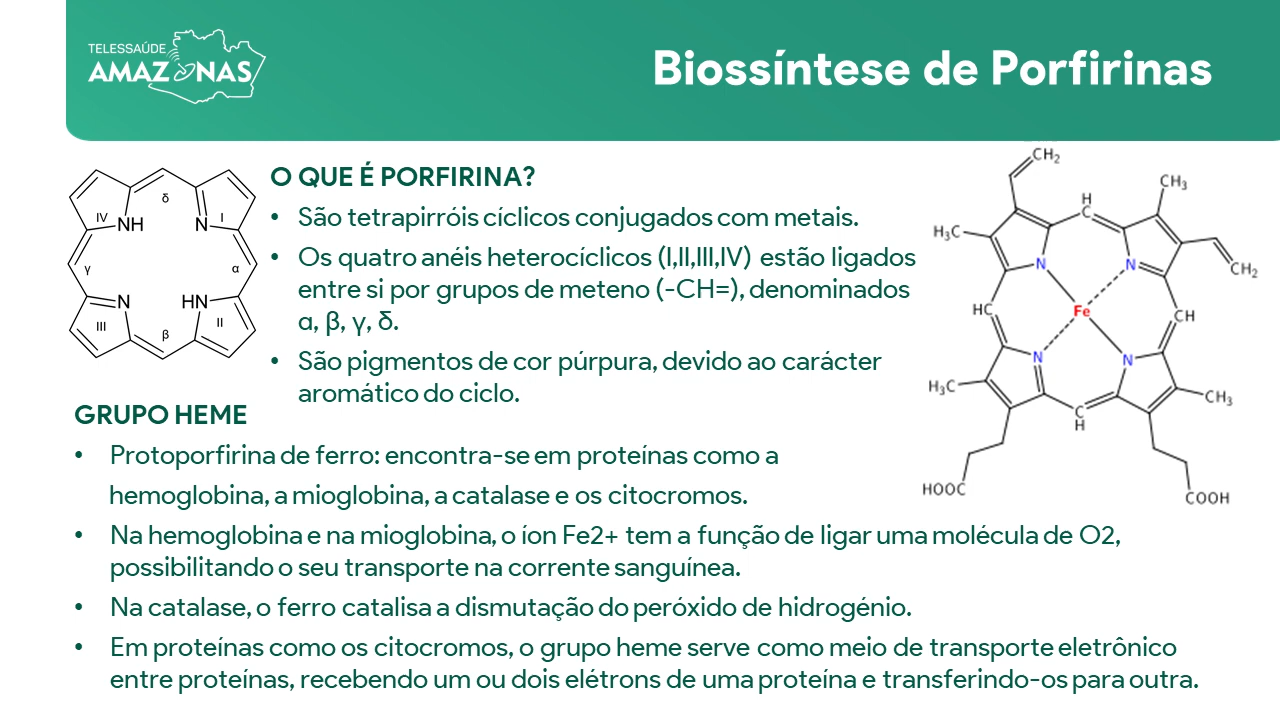 TELESSAÚDE
AMAZONAS
Biossíntese de Porfirinas
IV
NH
δ
N
I
γ
α
N
III
β
HN
II
O QUE É PORFIRINA?
• São tetrapirróis cíclicos conjugados com metais.
• Os quatro anéis heterocíclicos (I,II,III,IV) estão ligados
entre si por grupos de meteno (-CH=), denominados
α, β, γ, δ.
• São pigmentos de cor púrpura, devido ao carácter
aromático do ciclo.
CH2
H
C
CH3
H3C
N
N
CH2
HC
Fe
CH
N
N
H3C
CH3
C
H
HOOC
COOH
GRUPO HEME
• Protoporfirina de ferro: encontra-se em proteínas como a
hemoglobina, a mioglobina, a catalase e os citocromos.
• Na hemoglobina e na mioglobina, o íon Fe2+ tem a função de ligar uma molécula de O2,
possibilitando o seu transporte na corrente sanguínea.
• Na catalase, o ferro catalisa a dismutação do peróxido de hidrogénio.
• Em proteínas como os citocromos, o grupo heme serve como meio de transporte eletrônico
entre proteínas, recebendo um ou dois elétrons de uma proteína e transferindo-os para outra.